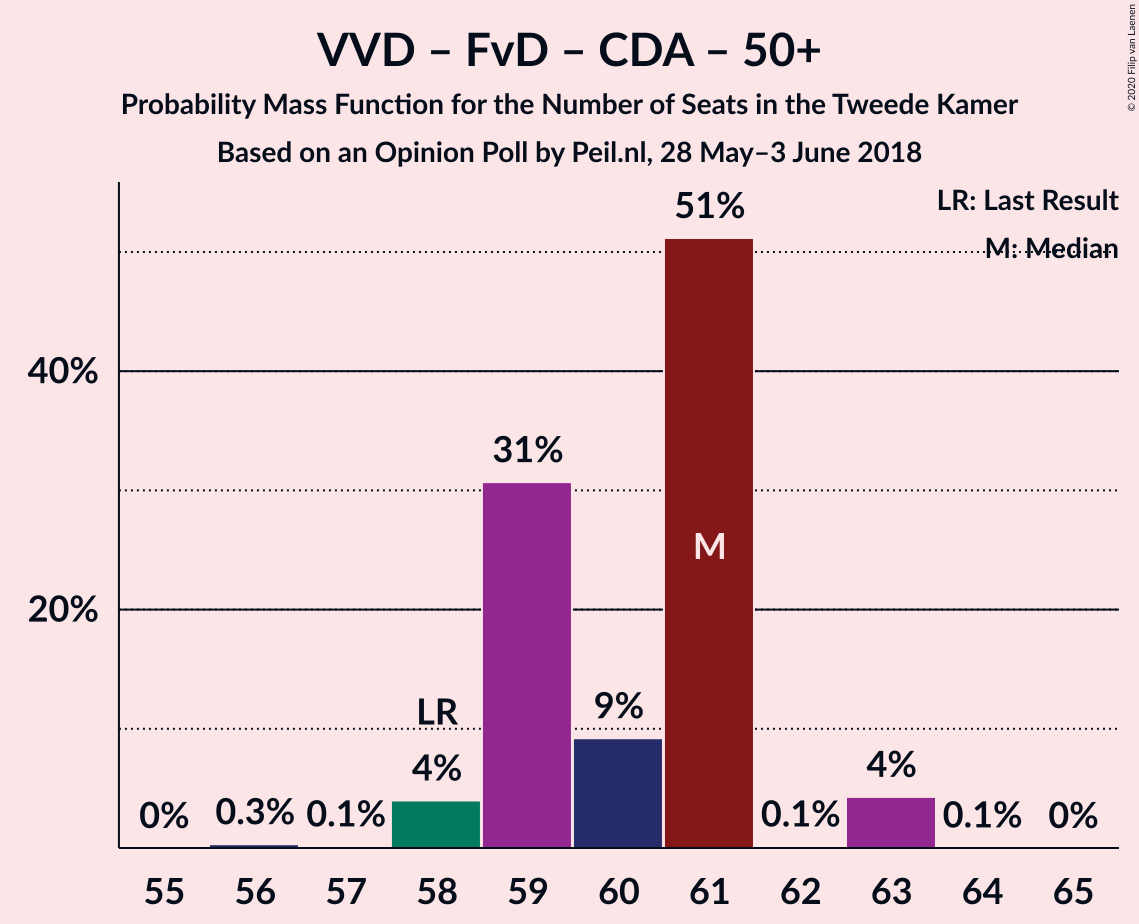 VVD – FvD – CDA – 50+
Probability Mass Function for the Number of Seats in the Tweede Kamer
Based on an Opinion Poll by Peil.nl, 28 May–3 June 2018
© 2020 Filip van Laenen
LR: Last Result
M: Median
51%
40%
31%
M
20%
LR
9%
4%
4%
0%
0.3%
0.1%
0.1%
0.1%
0%
55 56 57 58 59 60 61 62 63 64 65